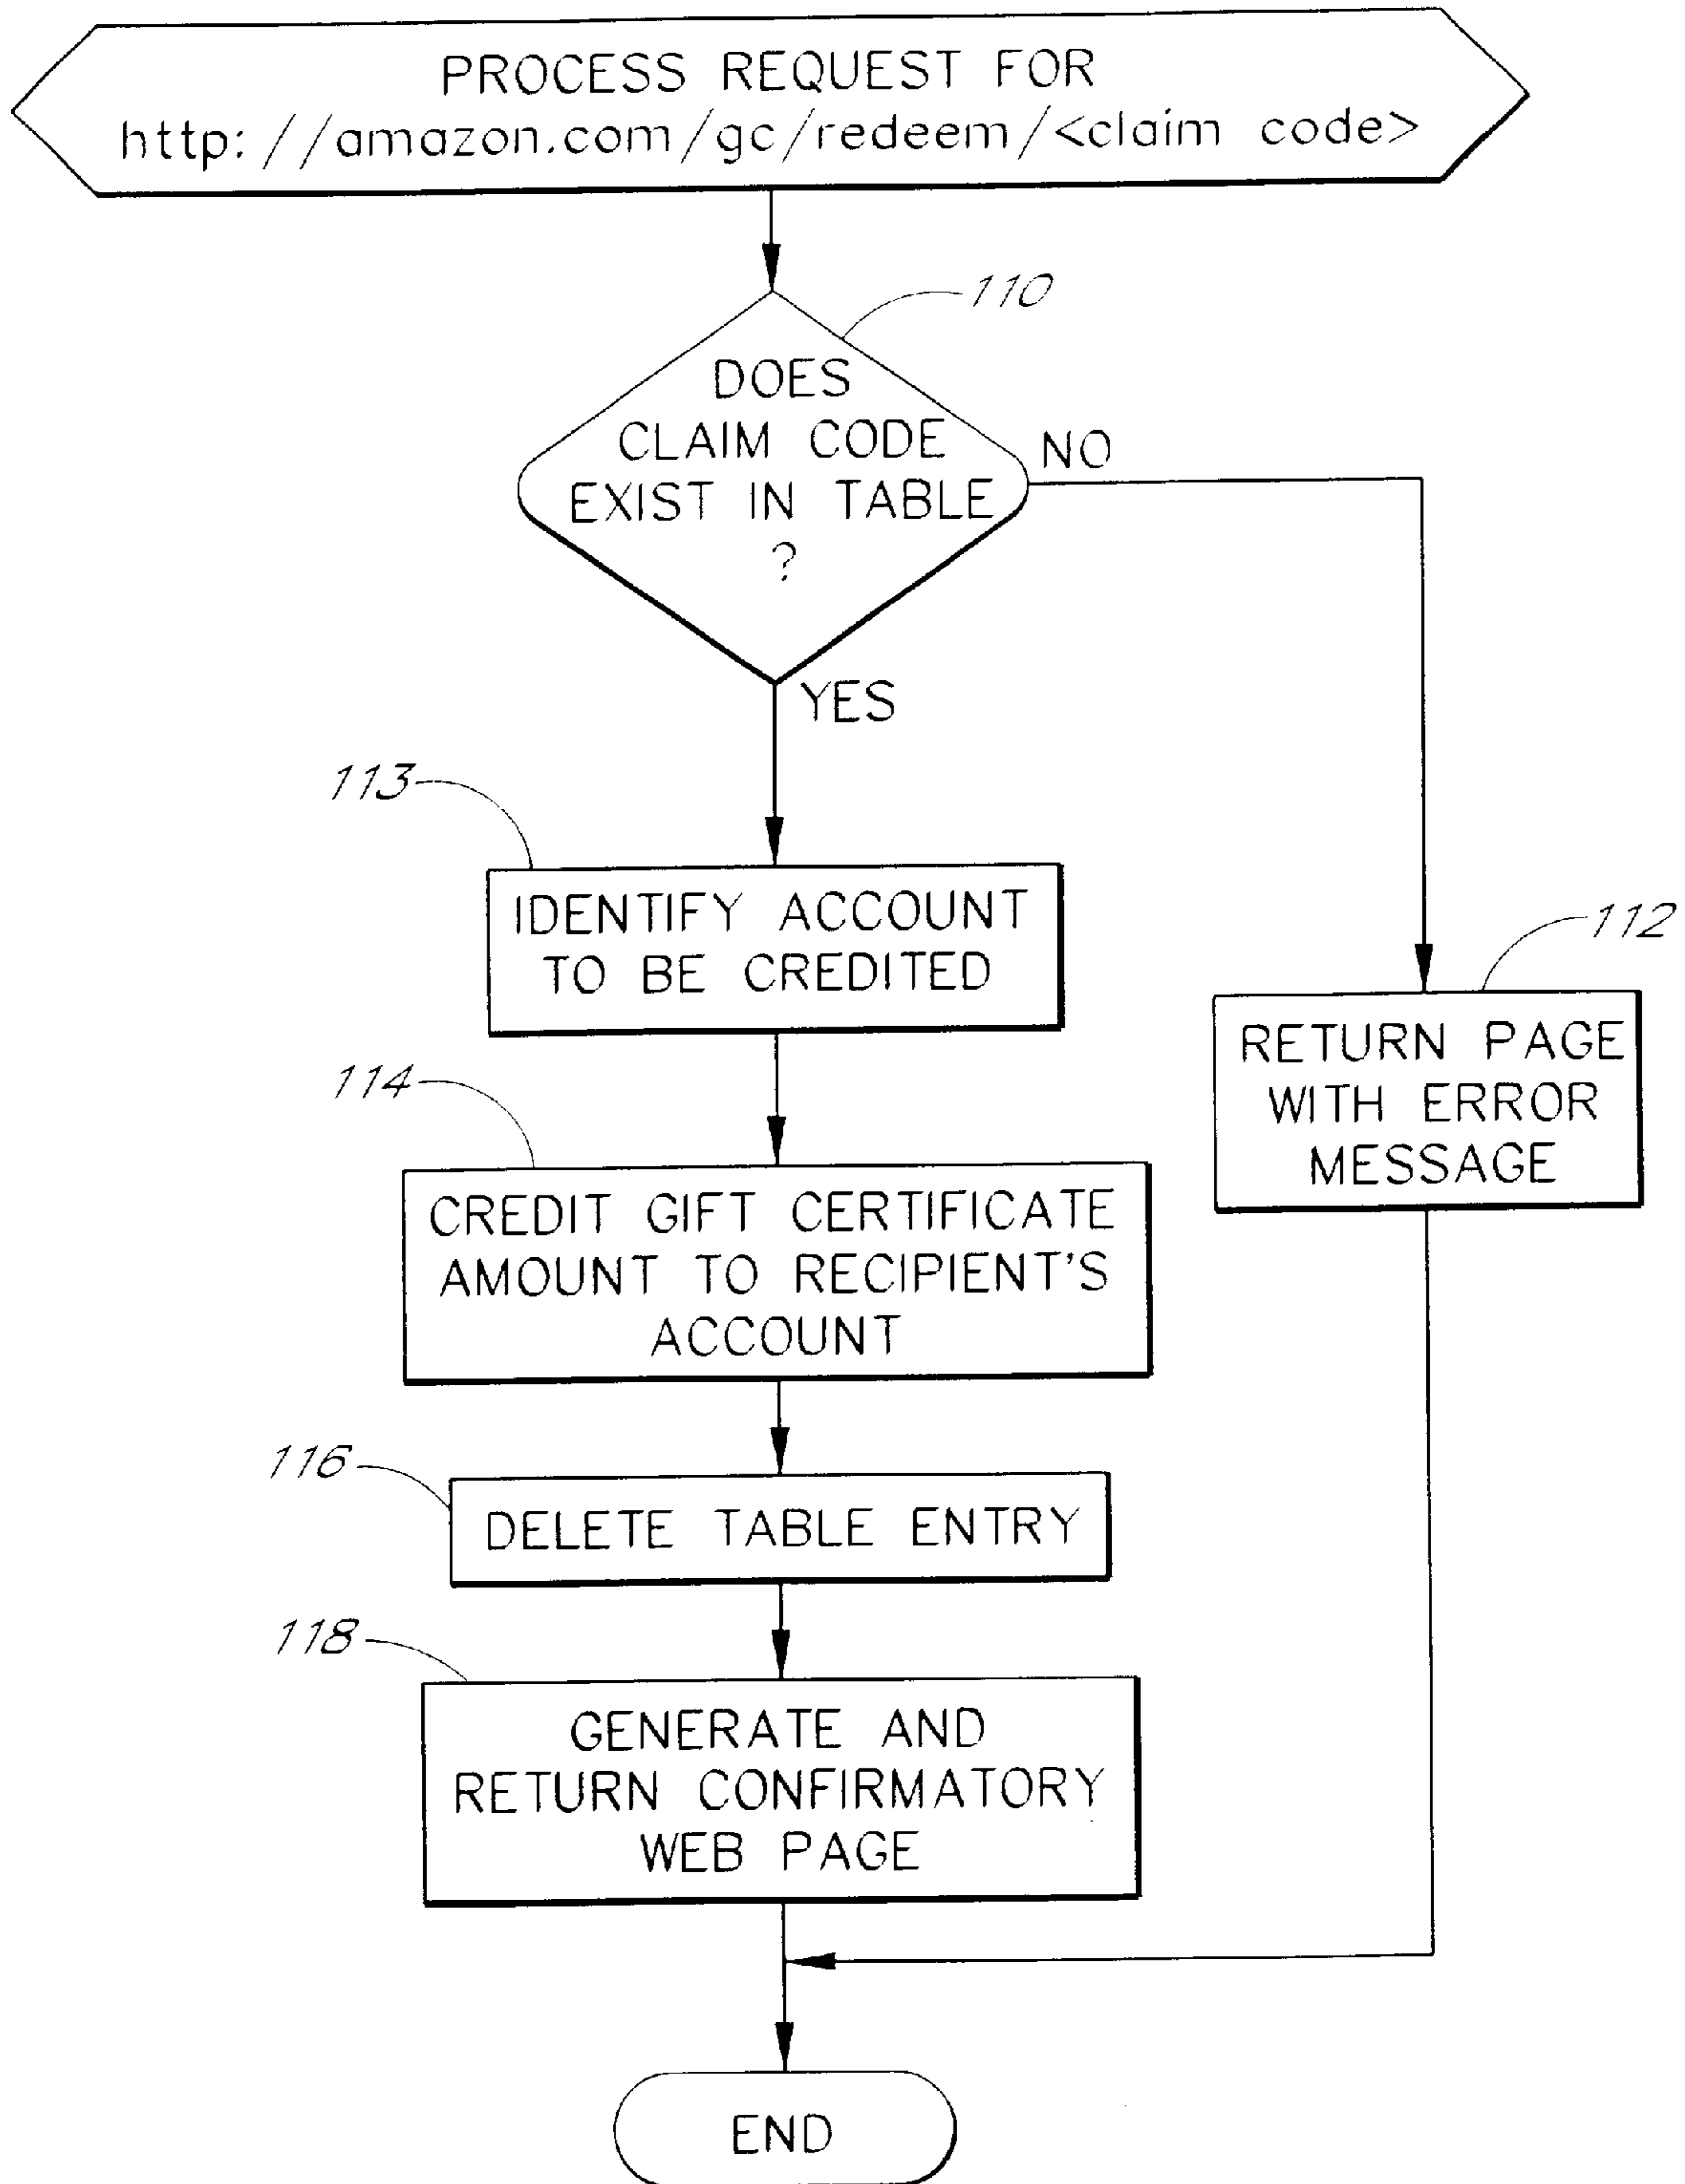 PROCESS REQUEST FOR
http://amazon.com/gc/redeem/<claim code>
110
DOES
CLAIM CODE
EXIST IN TABLE
?
NO
YES
113
IDENTIFY ACCOUNT
TO BE CREDITED
112
RETURN PAGE
WITH ERROR
MESSAGE
114
CREDIT GIFT CERTIFICATE
AMOUNT TO RECIPIENT'S
ACCOUNT
116
DELETE TABLE ENTRY
118
GENERATE AND
RETURN CONFIRMATORY
WEB PAGE
END